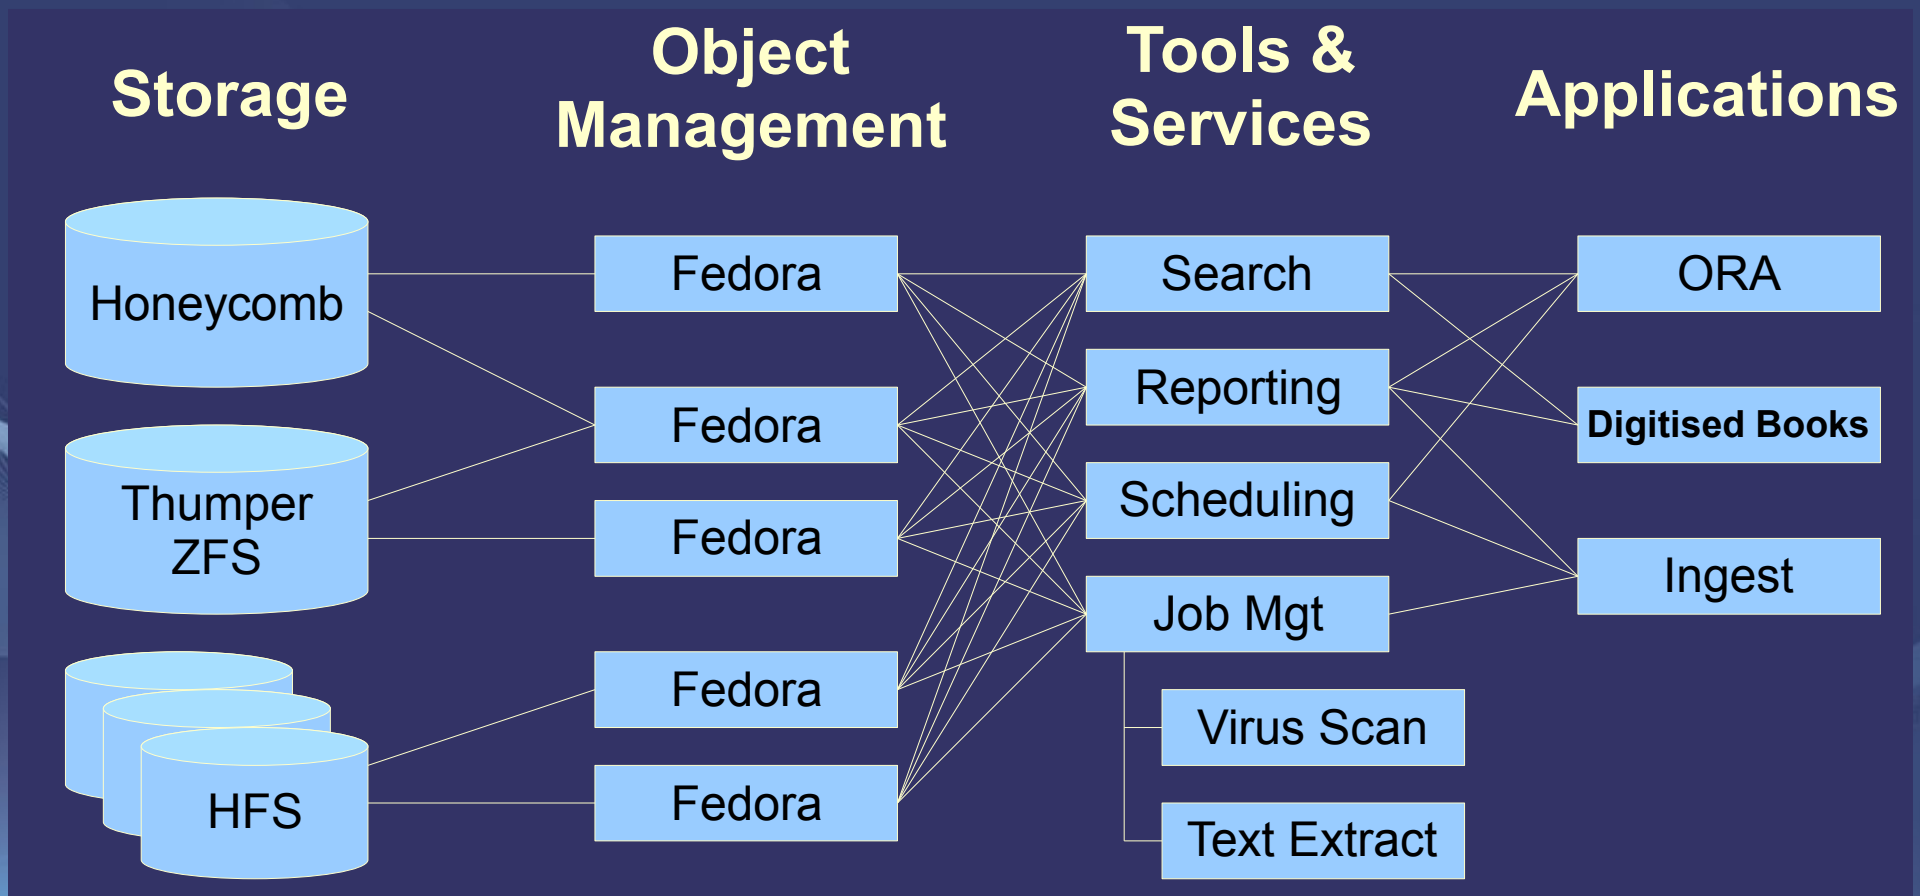 Storage
Object
Management
Tools &
Services
Applications
Honeycomb
Thumper
ZFS
HFS
Fedora
Fedora
Fedora
Fedora
Fedora
Search
Reporting
Scheduling
Job Mgt
Virus Scan
Text Extract
ORA
Digitised Books
Ingest